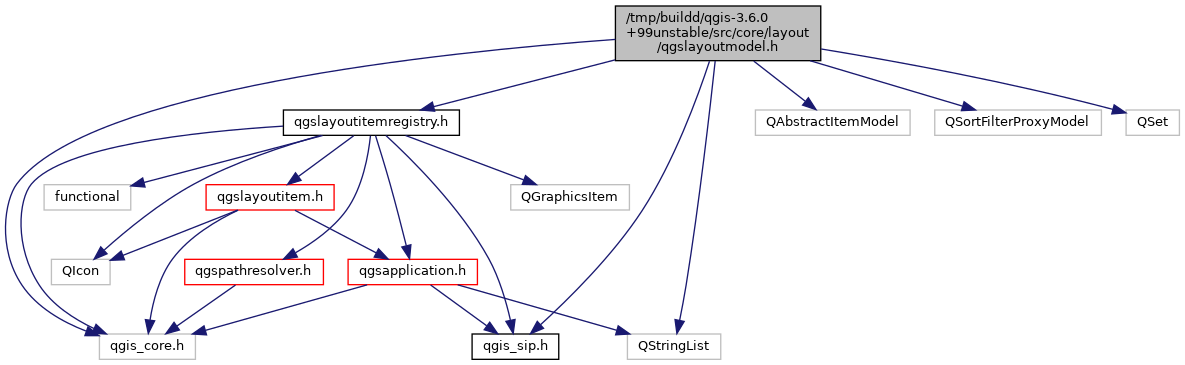 /tmp/buildd/qgis-3.6.0
+99unstable/src/core/layout
/qgslayoutmodel.h
qgslayoutitemregistry.h
QAbstractItemModel
QSortFilterProxyModel
QSet
functional
qgslayoutitem.h
QGraphicsItem
QIcon
qgspathresolver.h
qgsapplication.h
qgis_core.h
qgis_sip.h
QStringList